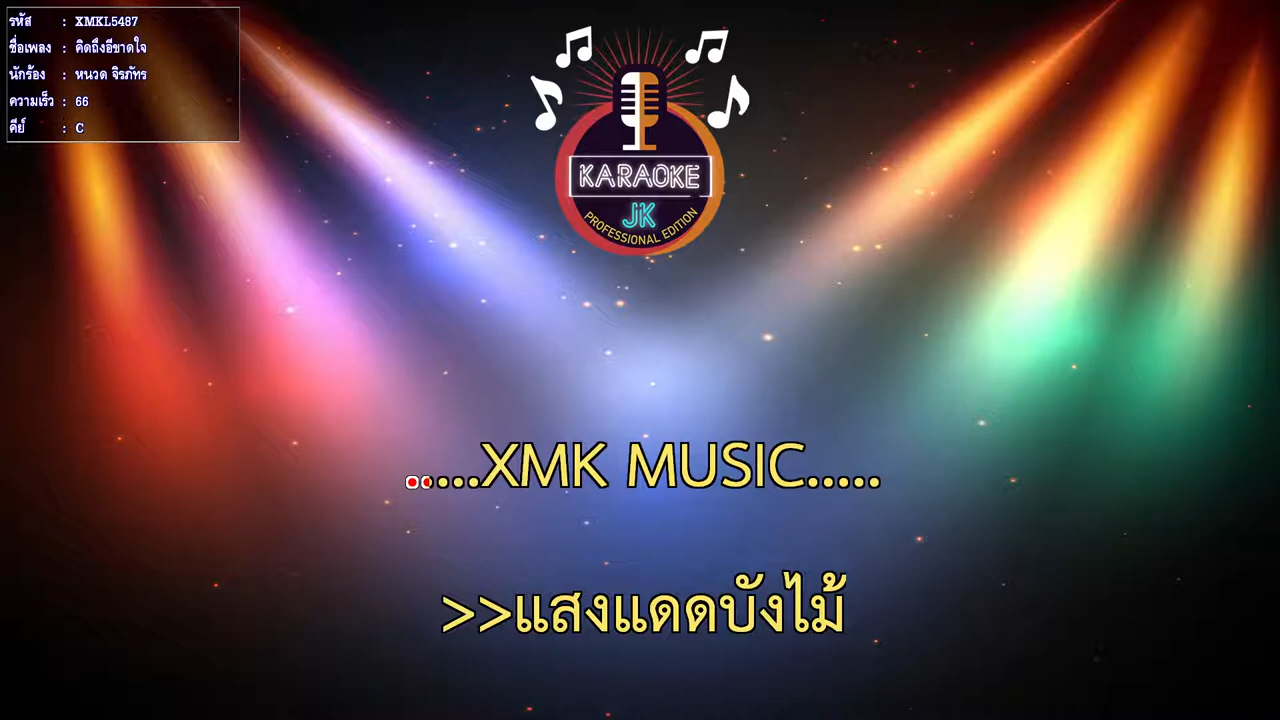 รหัส : XMKL5487
ชื่อเพลง : คิดถึงอีขาดใจ
นักร้อง : หนวด จิรภัทร
ความเร็ว : 66
คีย์ : C
KARAOKE
JK
PROFESSIONAL EDITION
.....XMK MUSIC.....
>>แสงแดดบังไม้